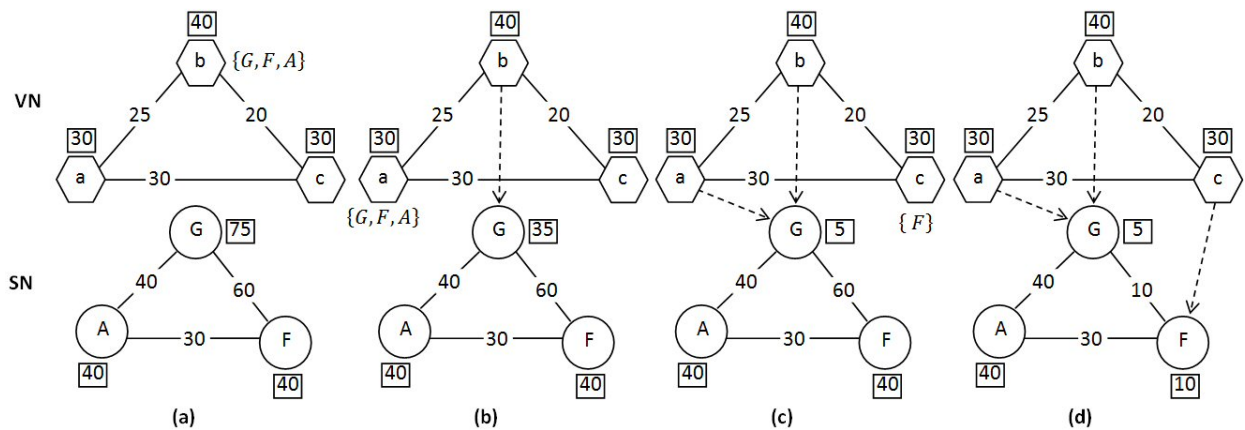 40 40 40 40
b {G, F, A} b b b
VN
25 20 25 20 25 20 25 20
30 30 30 30 30 30 30 30
a 30 c a 30 c a 30 c a 30 c
{G, F, A} { F}
G 75 G 35 G 5 G 5
SN
40 60 40 60 40 60 40 10
A 30 F A 30 F A 30 F A 30 F
40 40 40 40 40 40 40 10
(a) (b) (c) (d)